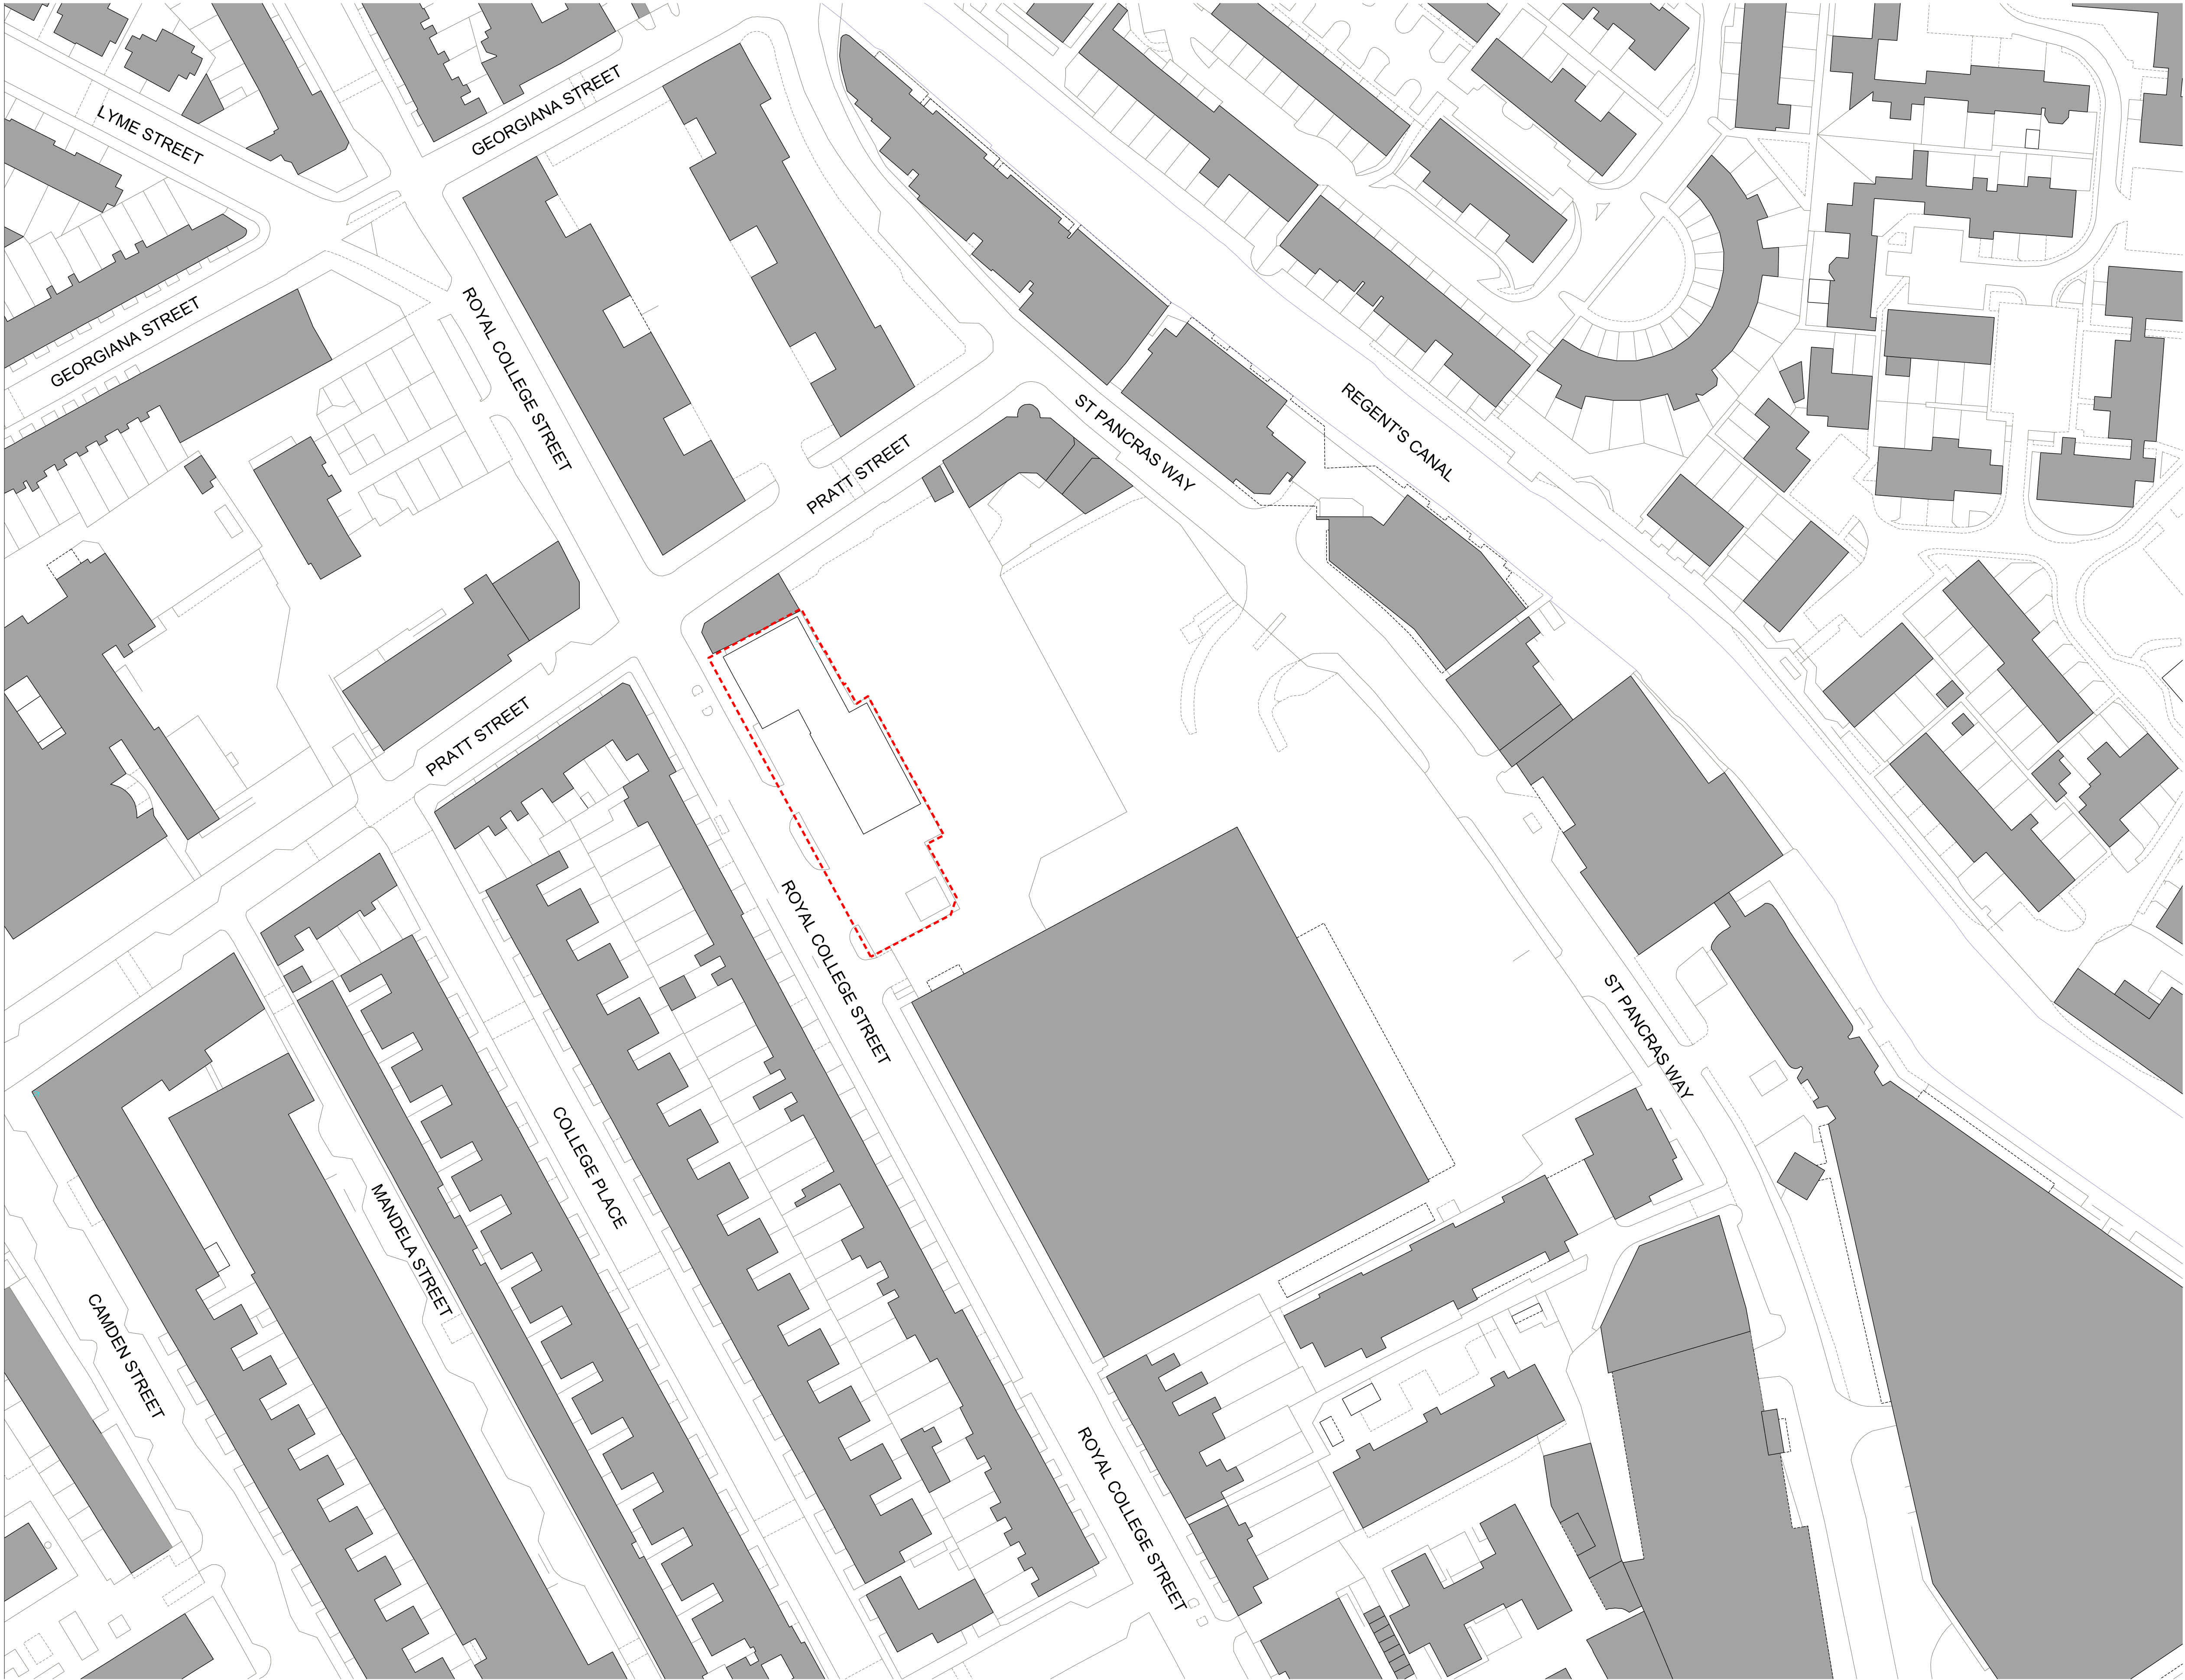 LYME STREET
GEORGIANA STREET
GEORGIANA STREET
ROYAL COLLEGE STREET
PRATT STREET
ST PANCRAS WAY
REGENT'S CANAL
PRATT STREET
ROYAL COLLEGE STREET
ST PANCRAS WAY
COLLEGE PLACE
MANDELA STREET
CAMDEN STREET
ROYAL COLLEGE STREET